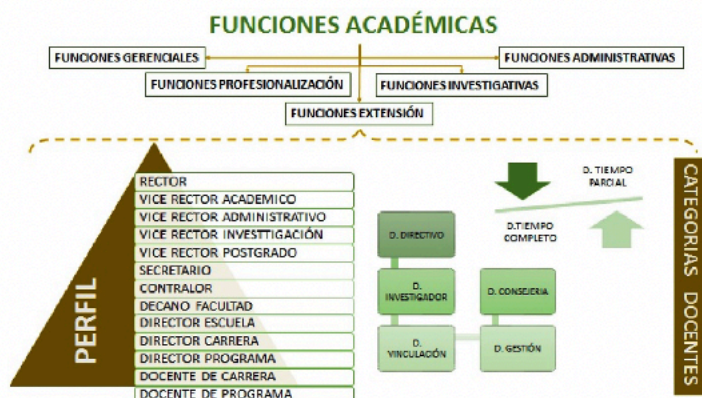 FUNCIONES ACADÉMICAS
FUNCIONES GERENCIALES
FUNCIONES ADMINISTRATIVAS
FUNCIONES PROFESIONALIZACIÓN
FUNCIONES INVESTIGATIVAS
FUNCIONES EXTENSIÓN
PERFIL
RECTOR
VICE RECTOR ACADEMICO
VICE RECTOR ADMINISTRATIVO
VICE RECTOR INVESTTIGACIÓN
VICE RECTOR POSTGRADO
SECRETARIO
CONTRALOR
DECANO FACULTAD
DIRECTOR ESCUELA
DIRECTOR CARRERA
DIRECTOR PROGRAMA
DOCENTE DE CARRERA
DOCENTE DE PROGRAMA
D. DIRECTIVO
D.
INVESTIGADOR
D. CONSEJERIA
D.
VINCULACIÓN
D. GESTIÓN
D. TIEMPO
PARCIAL
D.TIEMPO
COMPLETO
CATEGORIAS DOCENTES